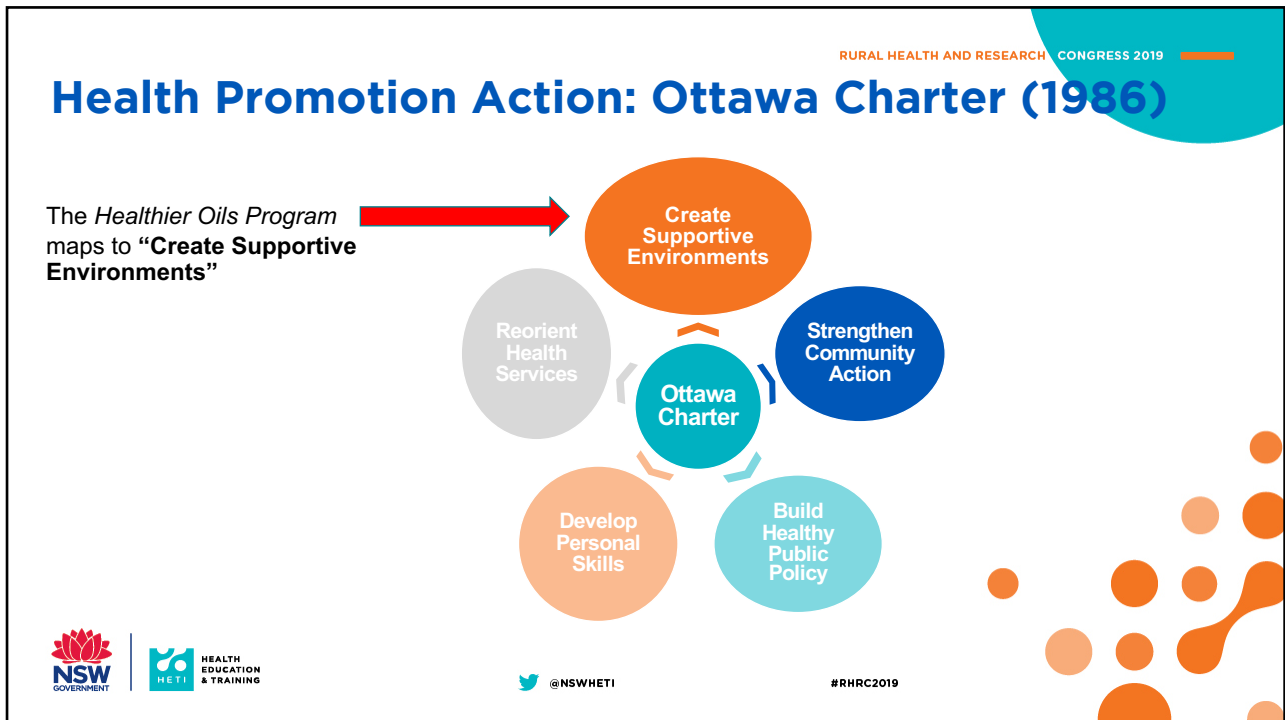 RURAL HEALTH AND RESEARCH CONGRESS 2019
Health Promotion Action: Ottawa Charter (1986)
The Healthier Oils Program
maps to “Create Supportive
Environments”
Create
Supportive
Environments
Reorient
Health
Services
Strengthen
Community
Action
Ottawa
Charter
Develop
Personal
Skills
Build
Healthy
Public
Policy
NSW
GOVERNMENT
HETI
HEALTH
EDUCATION
& TRAINING
@NSWHETI
#RHRC2019